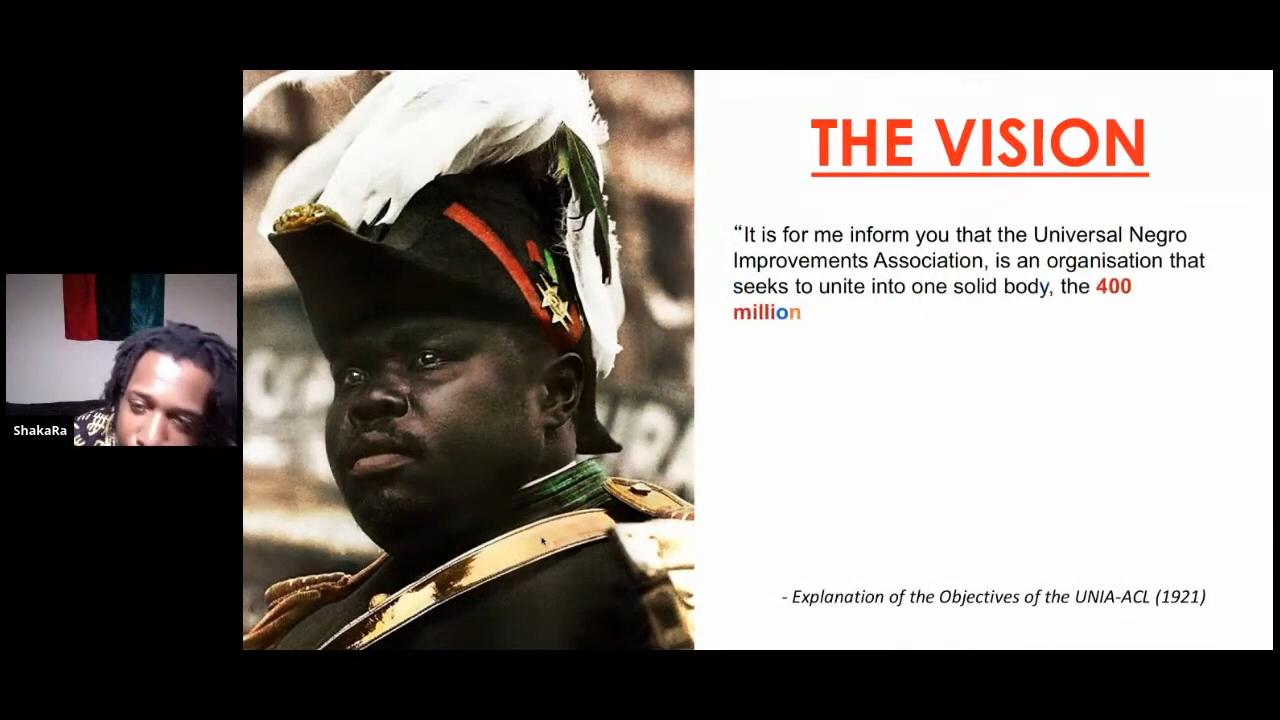 THE VISION
“It is for me inform you that the Universal Negro
Improvements Association, is an organisation that
seeks to unite into one solid body, the 400
million
- Explanation of the Objectives of the UNIA-ACL (1921)
ShakaRa